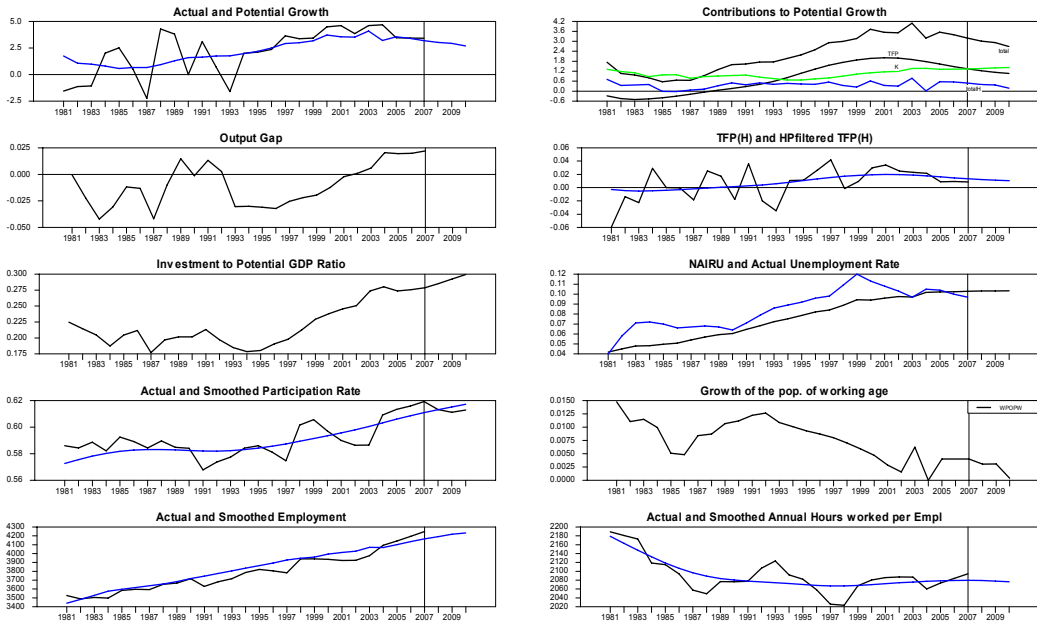 Actual and Potential Growth
5.0
2.5
0.0
-2.5
1981 1983 1985 1987 1989 1991 1993 1995 1997 1999 2001 2003 2005 2007 2009
Contributions to Potential Growth
4.2
3.6
3.0
2.4
1.8
1.2
0.6
0.0
-0.6
total
TFP
K
totalH
1981 1983 1985 1987 1989 1991 1993 1995 1997 1999 2001 2003 2005 2007 2009
Output Gap
0.025
0.000
-0.025
-0.050
1981 1983 1985 1987 1989 1991 1993 1995 1997 1999 2001 2003 2005 2007 2009
TFP(H) and HPfiltered TFP(H)
0.06
0.04
0.02
0.00
-0.02
-0.04
-0.06
1981 1983 1985 1987 1989 1991 1993 1995 1997 1999 2001 2003 2005 2007 2009
Investment to Potential GDP Ratio
0.300
0.275
0.250
0.225
0.200
0.175
1981 1983 1985 1987 1989 1991 1993 1995 1997 1999 2001 2003 2005 2007 2009
NAIRU and Actual Unemployment Rate
0.12
0.11
0.10
0.09
0.08
0.07
0.06
0.05
0.04
1981 1983 1985 1987 1989 1991 1993 1995 1997 1999 2001 2003 2005 2007 2009
Actual and Smoothed Participation Rate
0.62
0.60
0.58
0.56
1981 1983 1985 1987 1989 1991 1993 1995 1997 1999 2001 2003 2005 2007 2009
Growth of the pop. of working age
0.0150
0.0125
0.0100
0.0075
0.0050
0.0025
0.0000
WPOPW
1981 1983 1985 1987 1989 1991 1993 1995 1997 1999 2001 2003 2005 2007 2009
Actual and Smoothed Employment
4300
4200
4100
4000
3900
3800
3700
3600
3500
3400
1981 1983 1985 1987 1989 1991 1993 1995 1997 1999 2001 2003 2005 2007 2009
Actual and Smoothed Annual Hours worked per Empl
2200
2180
2160
2140
2120
2100
2080
2060
2040
2020
1981 1983 1985 1987 1989 1991 1993 1995 1997 1999 2001 2003 2005 2007 2009